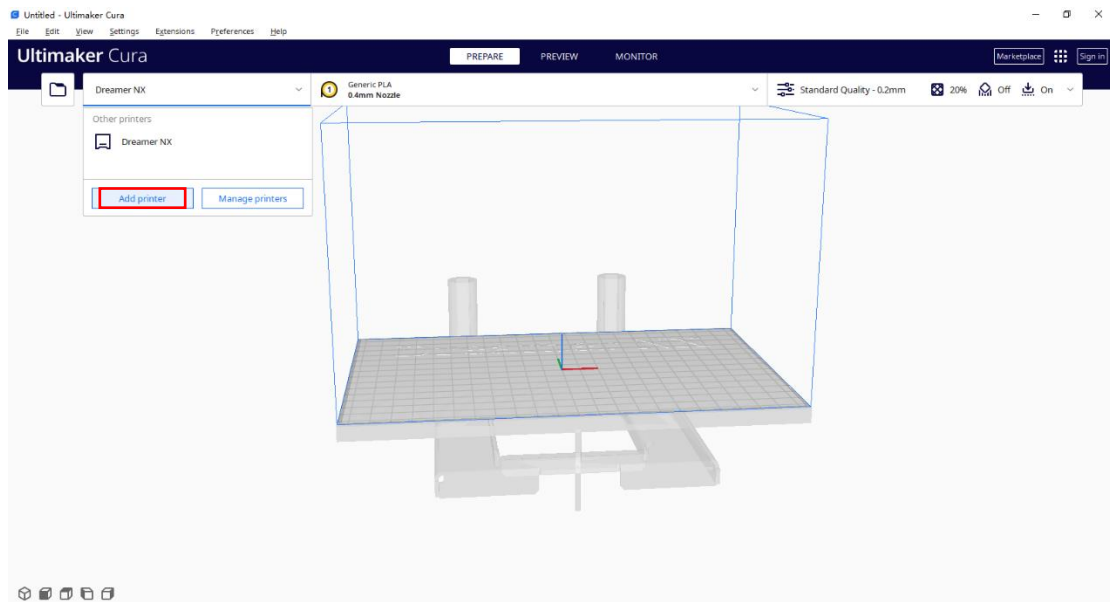 Untitled - Ultimaker Cura
File Edit View Settings Extensions Preferences Help
Ultimaker Cura PREPARE PREVIEW MONITOR Marketplace Sign in
Dreamer NX 1 Generic PLA Standard Quality - 0.2mm 20% Off On
0.4mm Nozzle
Other printers
Dreamer NX
Add printer Manage printers